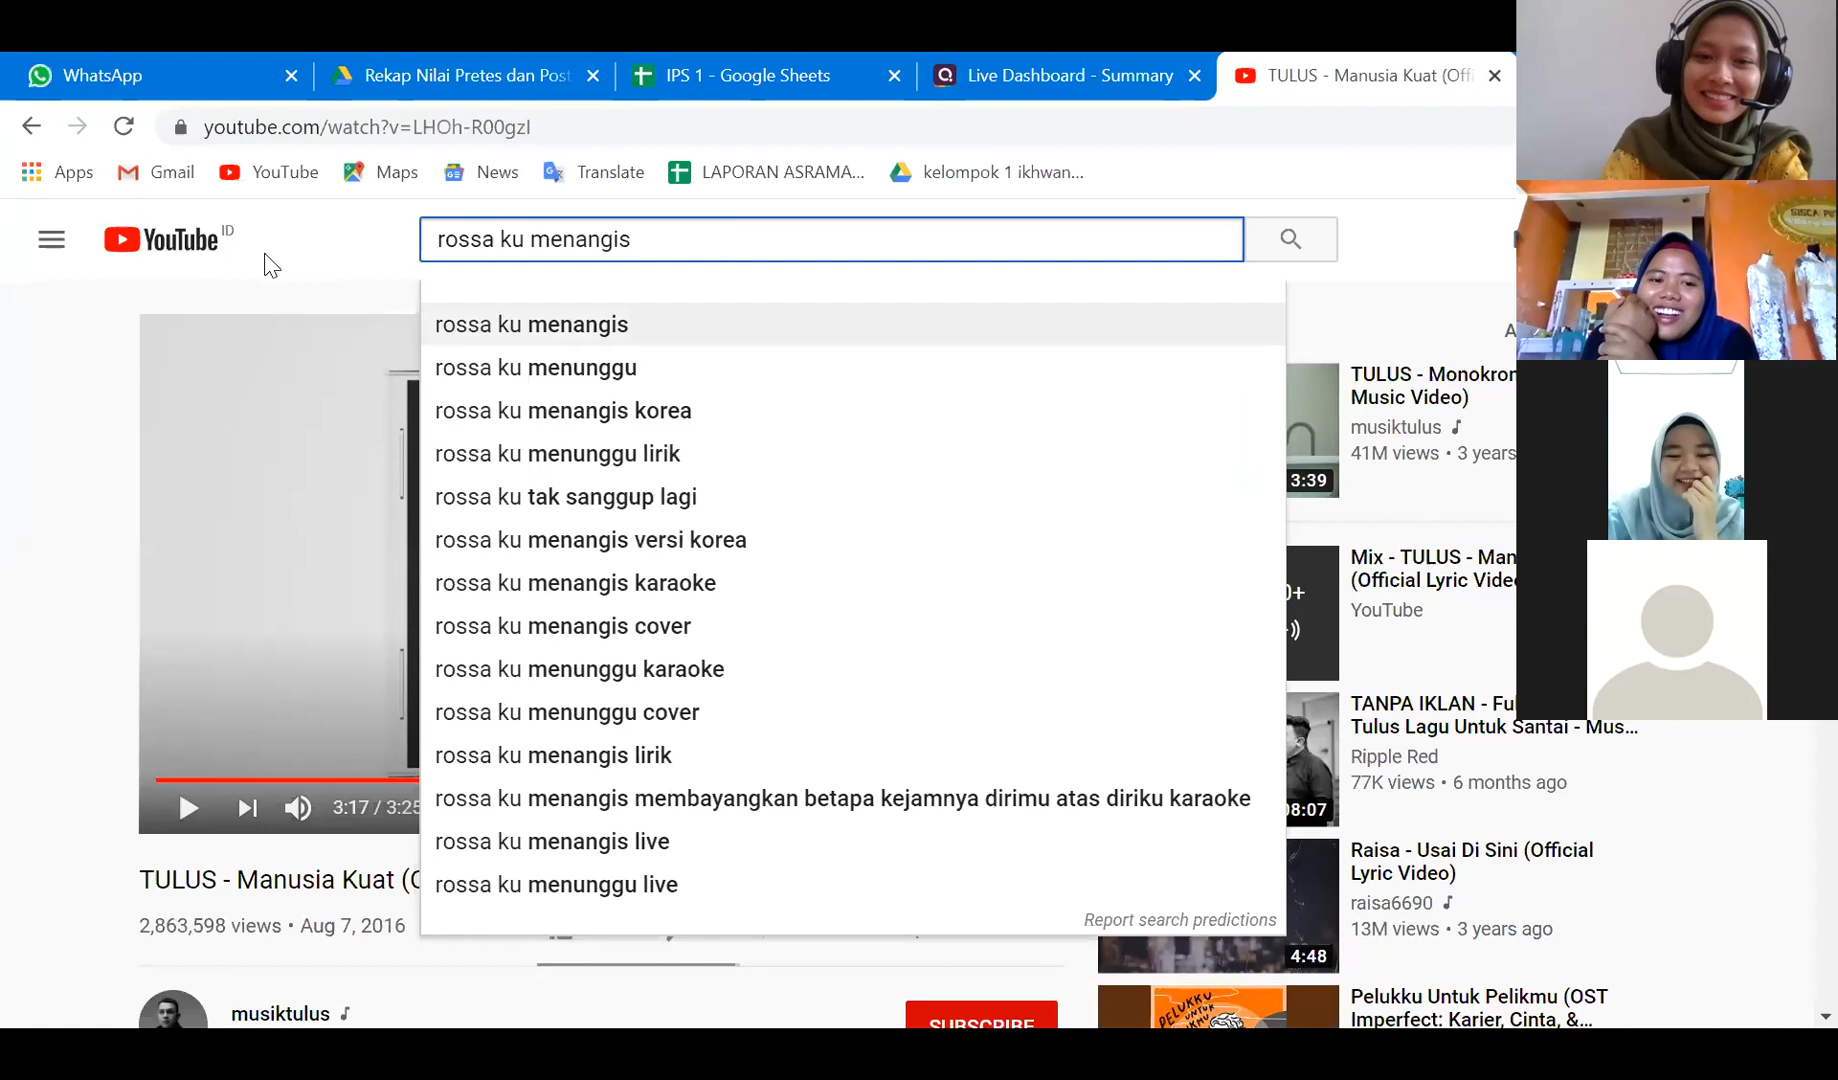 WhatsApp
Rekap Nilai Pretes dan Post
IPS 1 - Google Sheets
Live Dashboard - Summary
TULUS - Manusia Kuat (Offi
youtube.com/watch?v=LHOh-R00gzI
Apps
Gmail
YouTube
Maps
News
Translate
LAPORAN ASRAMA...
kelompok 1 ikhwan...
YouTube ID
rossa ku menangis
rossa ku menangis
rossa ku menunggu
rossa ku menangis korea
rossa ku menunggu lirik
rossa ku tak sanggup lagi
rossa ku menangis versi korea
rossa ku menangis karaoke
rossa ku menangis cover
rossa ku menunggu karaoke
rossa ku menunggu cover
rossa ku menangis lirik
rossa ku menangis membayangkan betapa kejamnya dirimu atas diriku karaoke
rossa ku menangis live
rossa ku menunggu live
Report search predictions
3:17 / 3:25
TULUS - Manusia Kuat (O
2,863,598 views • Aug 7, 2016
musiktulus
SUBSCRIBE
3:39
TULUS - Monokrom
Music Video)
musiktulus
41M views • 3 years
Mix - TULUS - Man
(Official Lyric Vide
YouTube
08:07
TANPA IKLAN - Ful
Tulus Lagu Untuk Santai - Mus...
Ripple Red
77K views • 6 months ago
4:48
Raisa - Usai Di Sini (Official
Lyric Video)
raisa6690
13M views • 3 years ago
PELUKKU
UNTUK
Pelukku Untuk Pelikmu (OST
Imperfect: Karier, Cinta, &...
SISCA